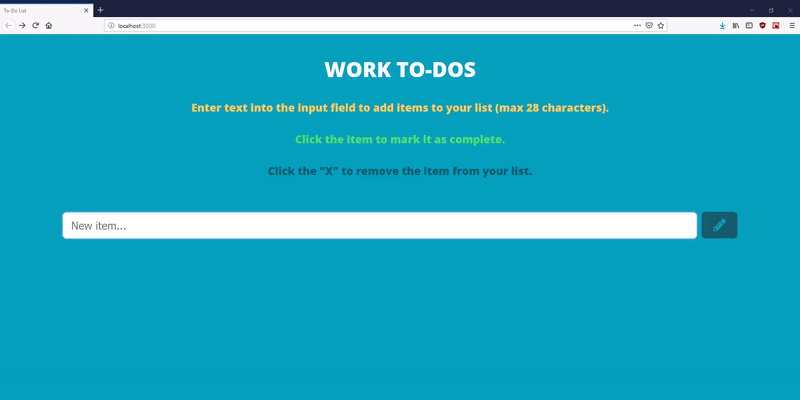 To-Do List
localhost:3000
WORK TO-DOS
Enter text into the input field to add items to your list (max 28 characters).
Click the item to mark it as complete.
Click the "X" to remove the item from your list.
New item...